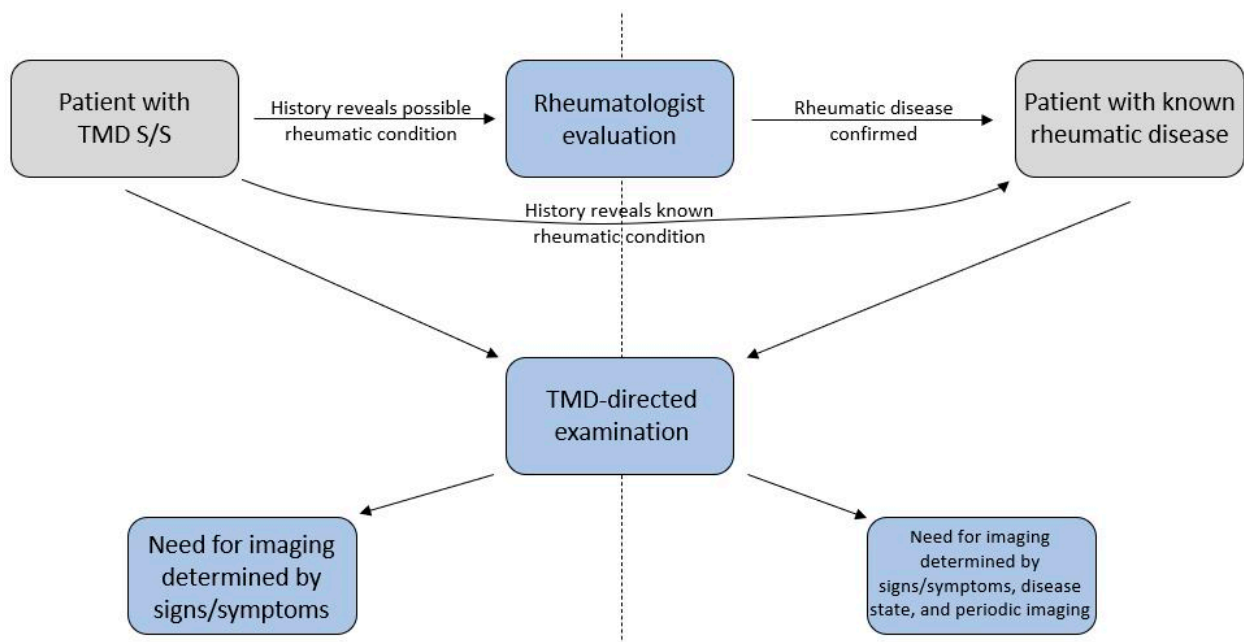 Patient with
TMD S/S
History reveals possible
rheumatic condition
Rheumatologist
evaluation
Rheumatic disease
confirmed
Patient with known
rheumatic disease
History reveals known
rheumatic condition
TMD-directed
examination
Need for imaging
determined by
signs/symptoms
Need for imaging
determined by
signs/symptoms, disease
state, and periodic imaging